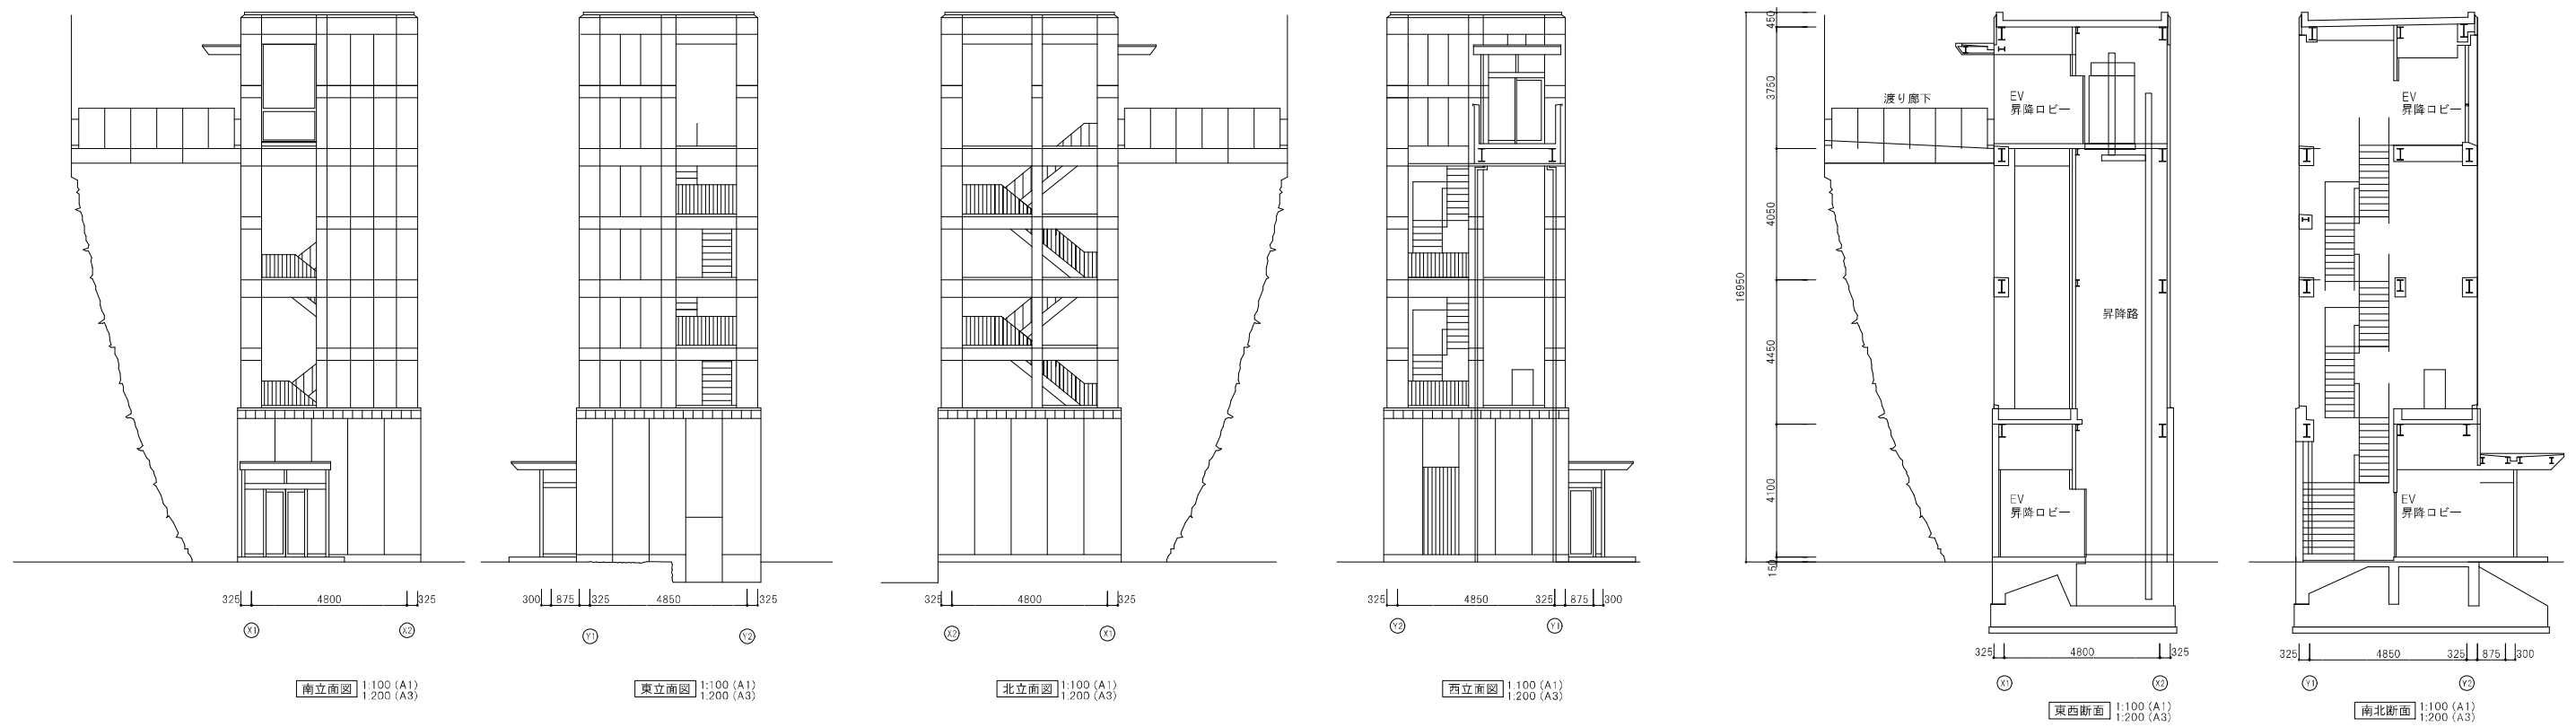 渡り廊下
EV
昇降ロビー
EV
昇降ロビー
昇降路
EV
昇降ロビー
EV
昇降ロビー
450
3750
4050
4450
4100
150
16950
325 4800 325
X1 X2
南立面図 1:100 (A1)
1:200 (A3)
300 875 325 4850 325
Y1 Y2
東立面図 1:100 (A1)
1:200 (A3)
325 4800 325
X2 X1
北立面図 1:100 (A1)
1:200 (A3)
325 4850 325 875 300
Y2 Y1
西立面図 1:100 (A1)
1:200 (A3)
325 4800 325
X1 X2
東西断面 1:100 (A1)
1:200 (A3)
325 4850 325 875 300
Y1 Y2
南北断面 1:100 (A1)
1:200 (A3)